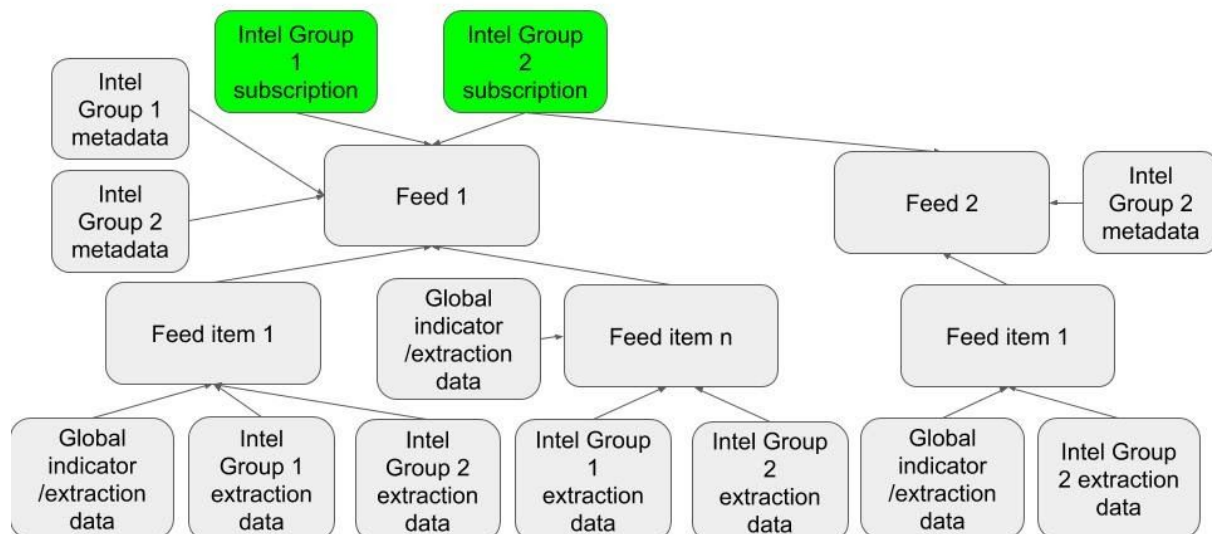 Intel Group
1
subscription
Intel Group
2
subscription
Intel
Group 1
metadata
Intel
Group 2
metadata
Feed 1
Feed 2
Intel
Group 2
metadata
Feed item 1
Global
indicator
/extraction
data
Feed item n
Feed item 1
Global
indicator
/extraction
data
Intel
Group 1
extraction
data
Intel
Group 2
extraction
data
Intel Group
1
extraction
data
Intel Group
2
extraction
data
Global
indicator
/extraction
data
Intel Group
2 extraction
data